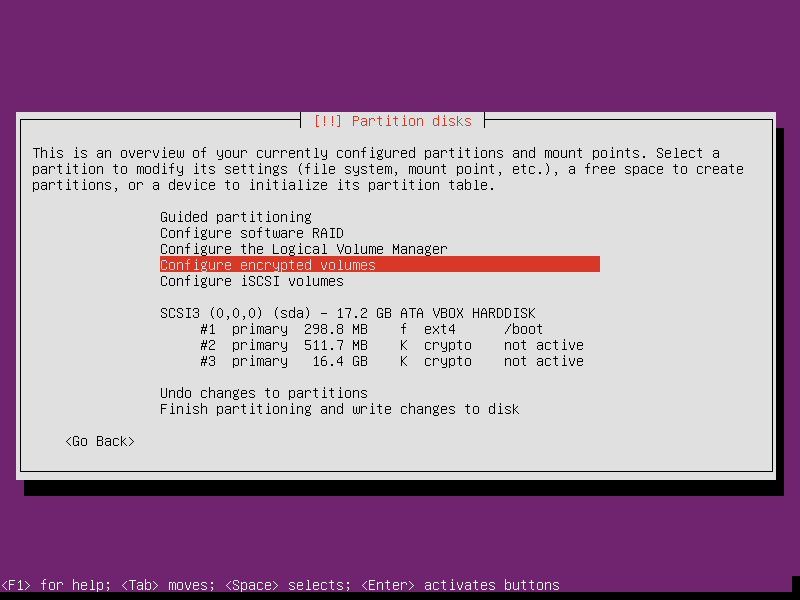 [!!] Partition disks
This is an overview of your currently configured partitions and mount points. Select a
partition to modify its settings (file system, mount point, etc.), a free space to create
partitions, or a device to initialize its partition table.
Guided partitioning
Configure software RAID
Configure the Logical Volume Manager
Configure encrypted volumes
Configure iSCSI volumes
SCSI3 (0,0,0) (sda) - 17.2 GB ATA VBOX HARDDISK
#1 primary 298.8 MB f ext4 /boot
#2 primary 511.7 MB K crypto not active
#3 primary 16.4 GB K crypto not active
Undo changes to partitions
Finish partitioning and write changes to disk
<Go Back>
<F1> for help; <Tab> moves; <Space> selects; <Enter> activates buttons